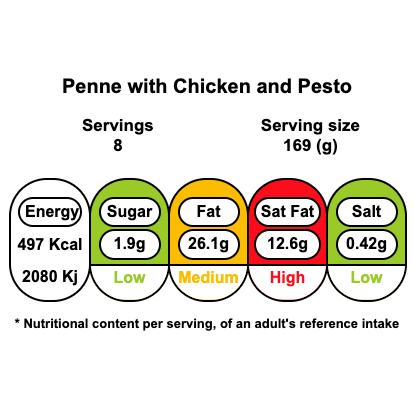 Penne with Chicken and Pesto
Servings
8
Serving size
169 (g)
Energy
497 Kcal
2080 Kj
Sugar
1.9g
Low
Fat
26.1g
Medium
Sat Fat
12.6g
High
Salt
0.42g
Low
* Nutritional content per serving, of an adult's reference intake